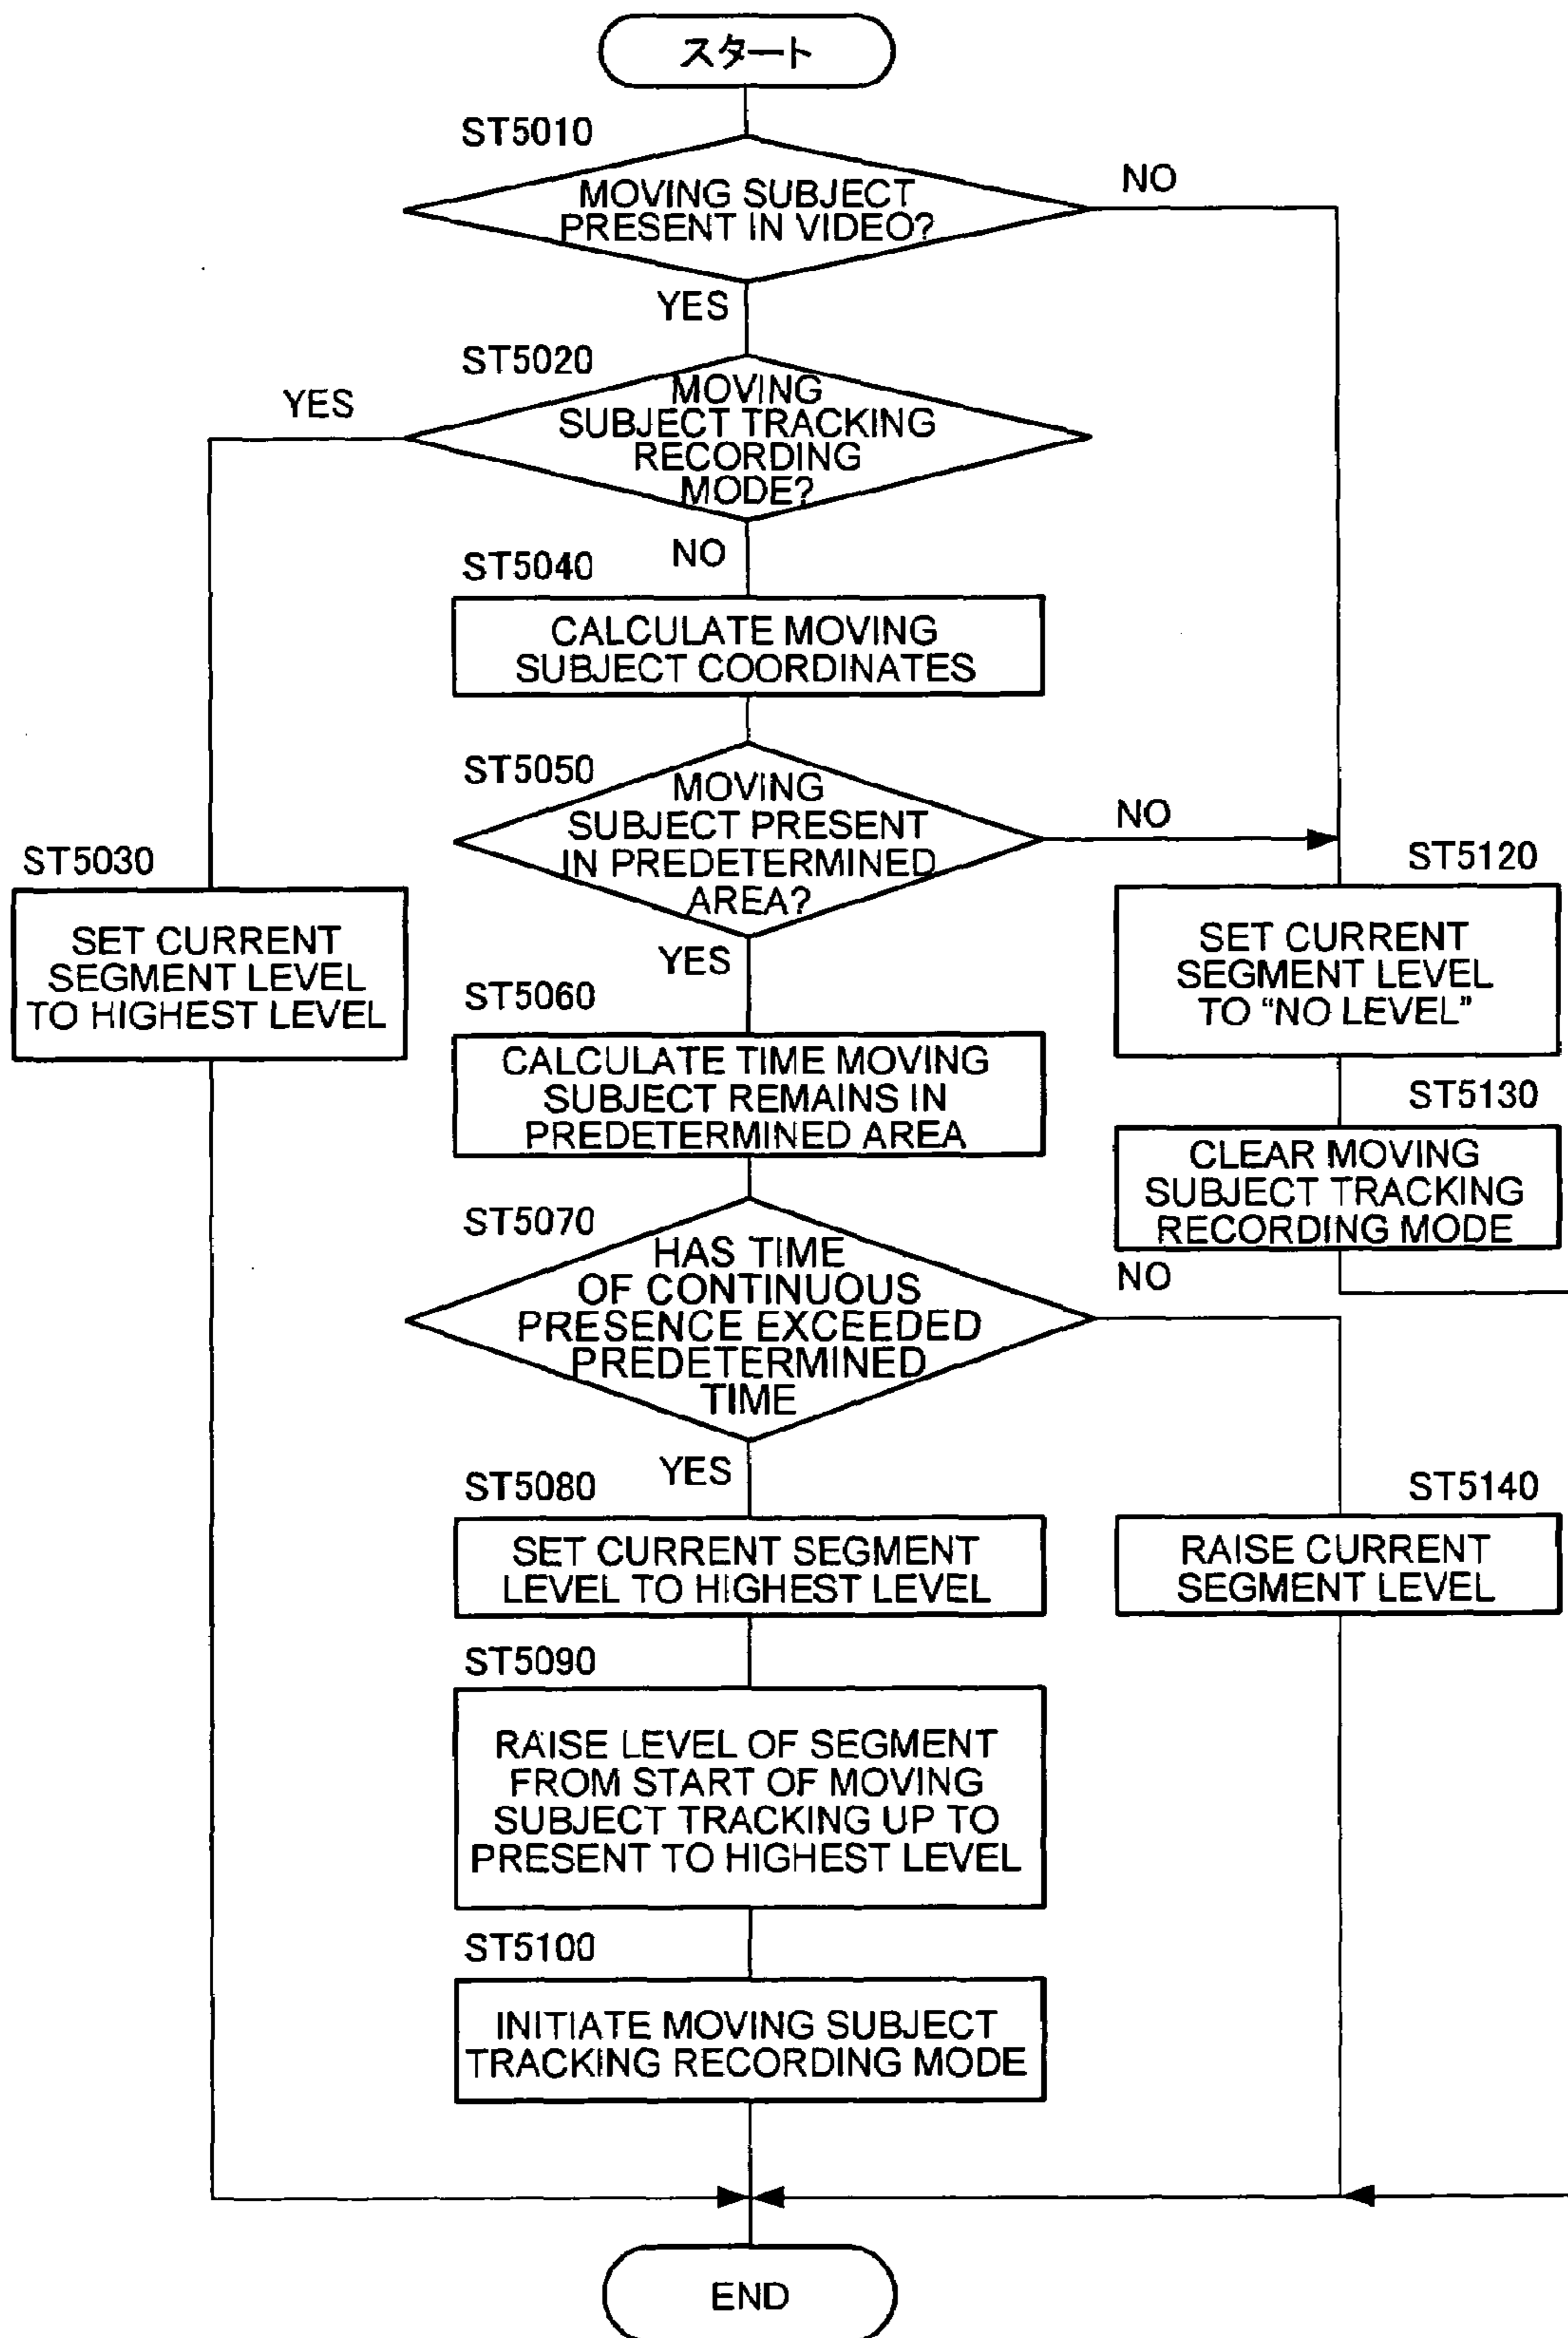 スタート
ST5010
MOVING SUBJECT
PRESENT IN VIDEO?
NO
YES
ST5020
MOVING
SUBJECT TRACKING
RECORDING
MODE?
YES
NO
ST5040
CALCULATE MOVING
SUBJECT COORDINATES
ST5050
MOVING
SUBJECT PRESENT
IN PREDETERMINED
AREA?
NO
YES
ST5030
SET CURRENT
SEGMENT LEVEL
TO HIGHEST LEVEL
ST5120
SET CURRENT
SEGMENT LEVEL
TO “NO LEVEL”
ST5060
CALCULATE TIME MOVING
SUBJECT REMAINS IN
PREDETERMINED AREA
ST5130
CLEAR MOVING
SUBJECT TRACKING
RECORDING MODE
ST5070
HAS TIME
OF CONTINUOUS
PRESENCE EXCEEDED
PREDETERMINED
TIME
NO
YES
ST5080
SET CURRENT SEGMENT
LEVEL TO HIGHEST LEVEL
ST5140
RAISE CURRENT
SEGMENT LEVEL
ST5090
RAISE LEVEL OF SEGMENT
FROM START OF MOVING
SUBJECT TRACKING UP TO
PRESENT TO HIGHEST LEVEL
ST5100
INITIATE MOVING SUBJECT
TRACKING RECORDING MODE
END